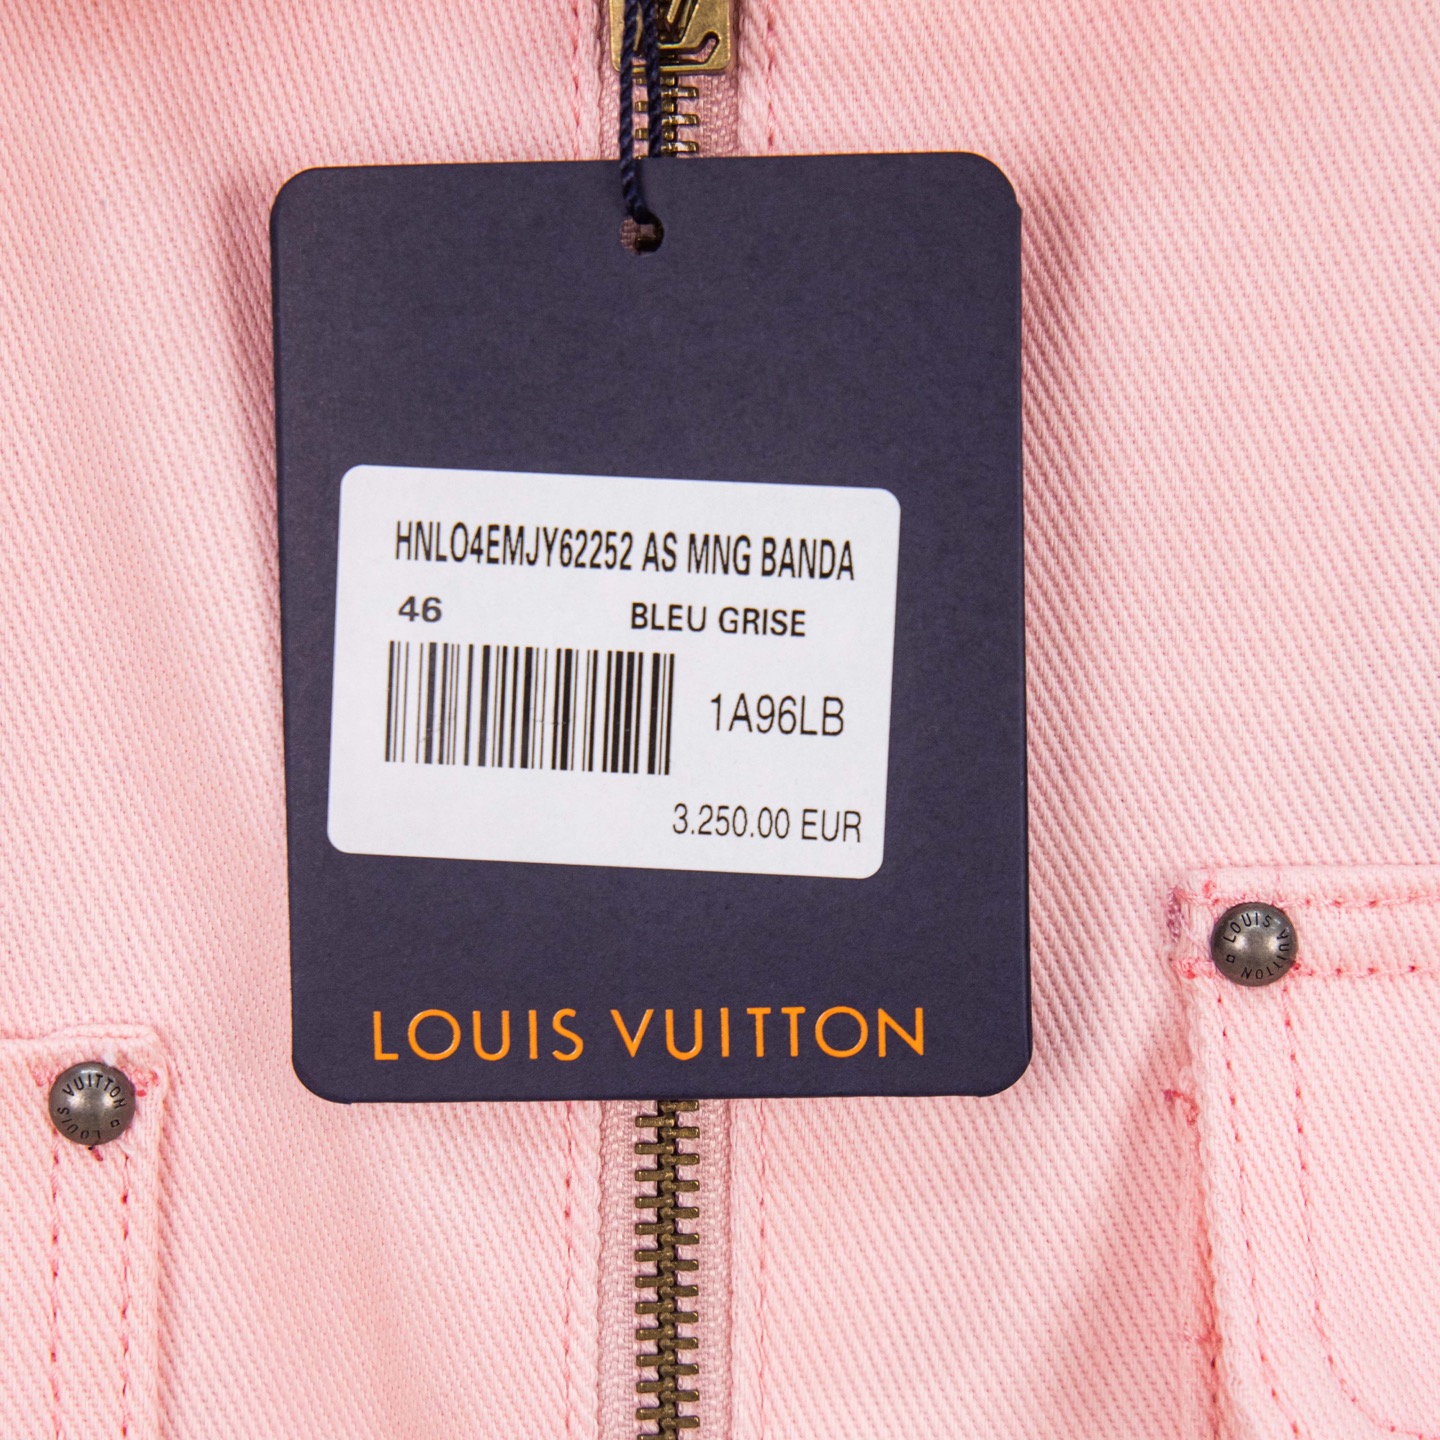 HNLO4EMJY62252 AS MNG BANDA
46 BLEU GRISE
1A96LB
3.250.00 EUR
LOUIS VUITTON
LOUIS VUITTON
LOUIS VUITTON